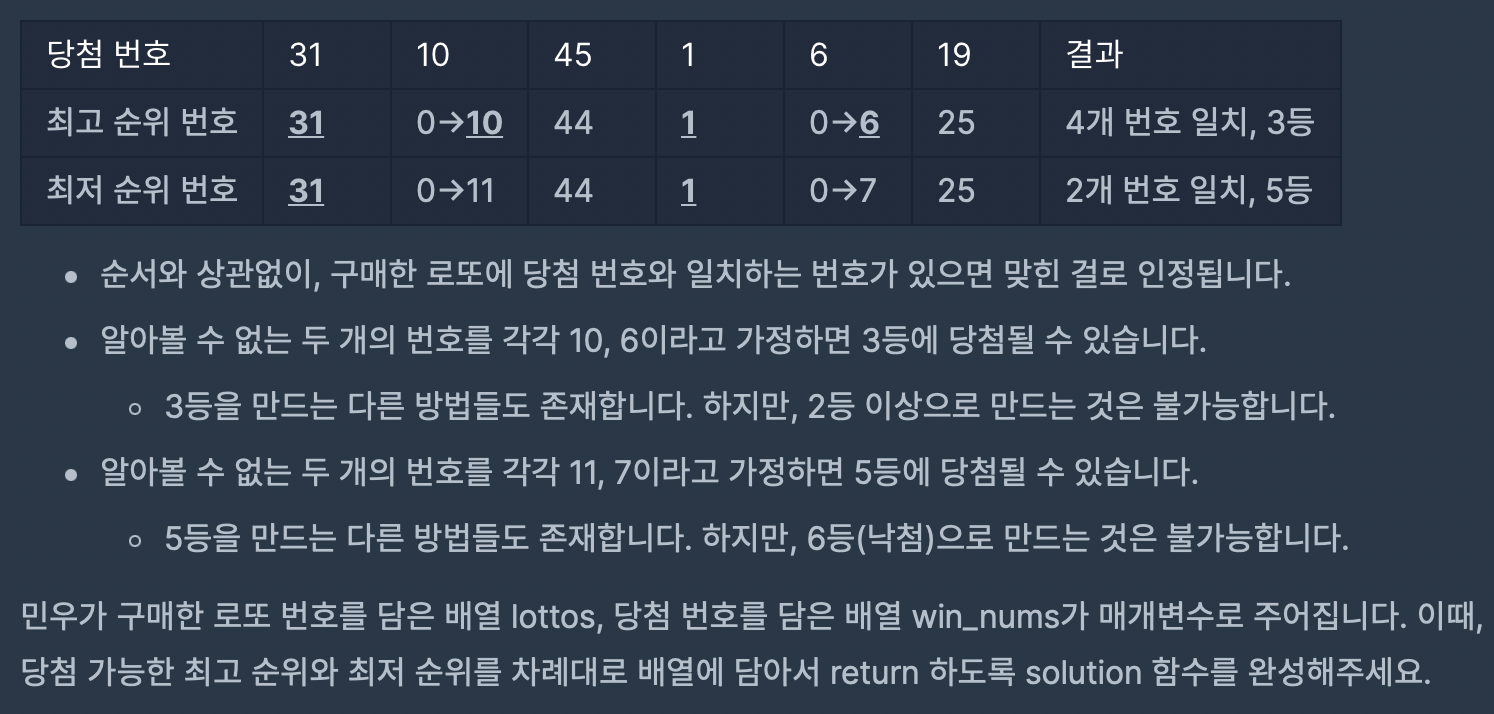 당첨 번호 31 10 45 1 6 19 결과
최고 순위 번호 31 0→10 44 1 0→6 25 4개 번호 일치, 3등
최저 순위 번호 31 0→11 44 1 0→7 25 2개 번호 일치, 5등
순서와 상관없이, 구매한 로또에 당첨 번호와 일치하는 번호가 있으면 맞힌 걸로 인정됩니다.
알아볼 수 없는 두 개의 번호를 각각 10, 6이라고 가정하면 3등에 당첨될 수 있습니다.
3등을 만드는 다른 방법들도 존재합니다. 하지만, 2등 이상으로 만드는 것은 불가능합니다.
알아볼 수 없는 두 개의 번호를 각각 11, 7이라고 가정하면 5등에 당첨될 수 있습니다.
5등을 만드는 다른 방법들도 존재합니다. 하지만, 6등(낙첨)으로 만드는 것은 불가능합니다.
민우가 구매한 로또 번호를 담은 배열 lottos, 당첨 번호를 담은 배열 win_nums가 매개변수로 주어집니다. 이때,
당첨 가능한 최고 순위와 최저 순위를 차례대로 배열에 담아서 return 하도록 solution 함수를 완성해주세요.